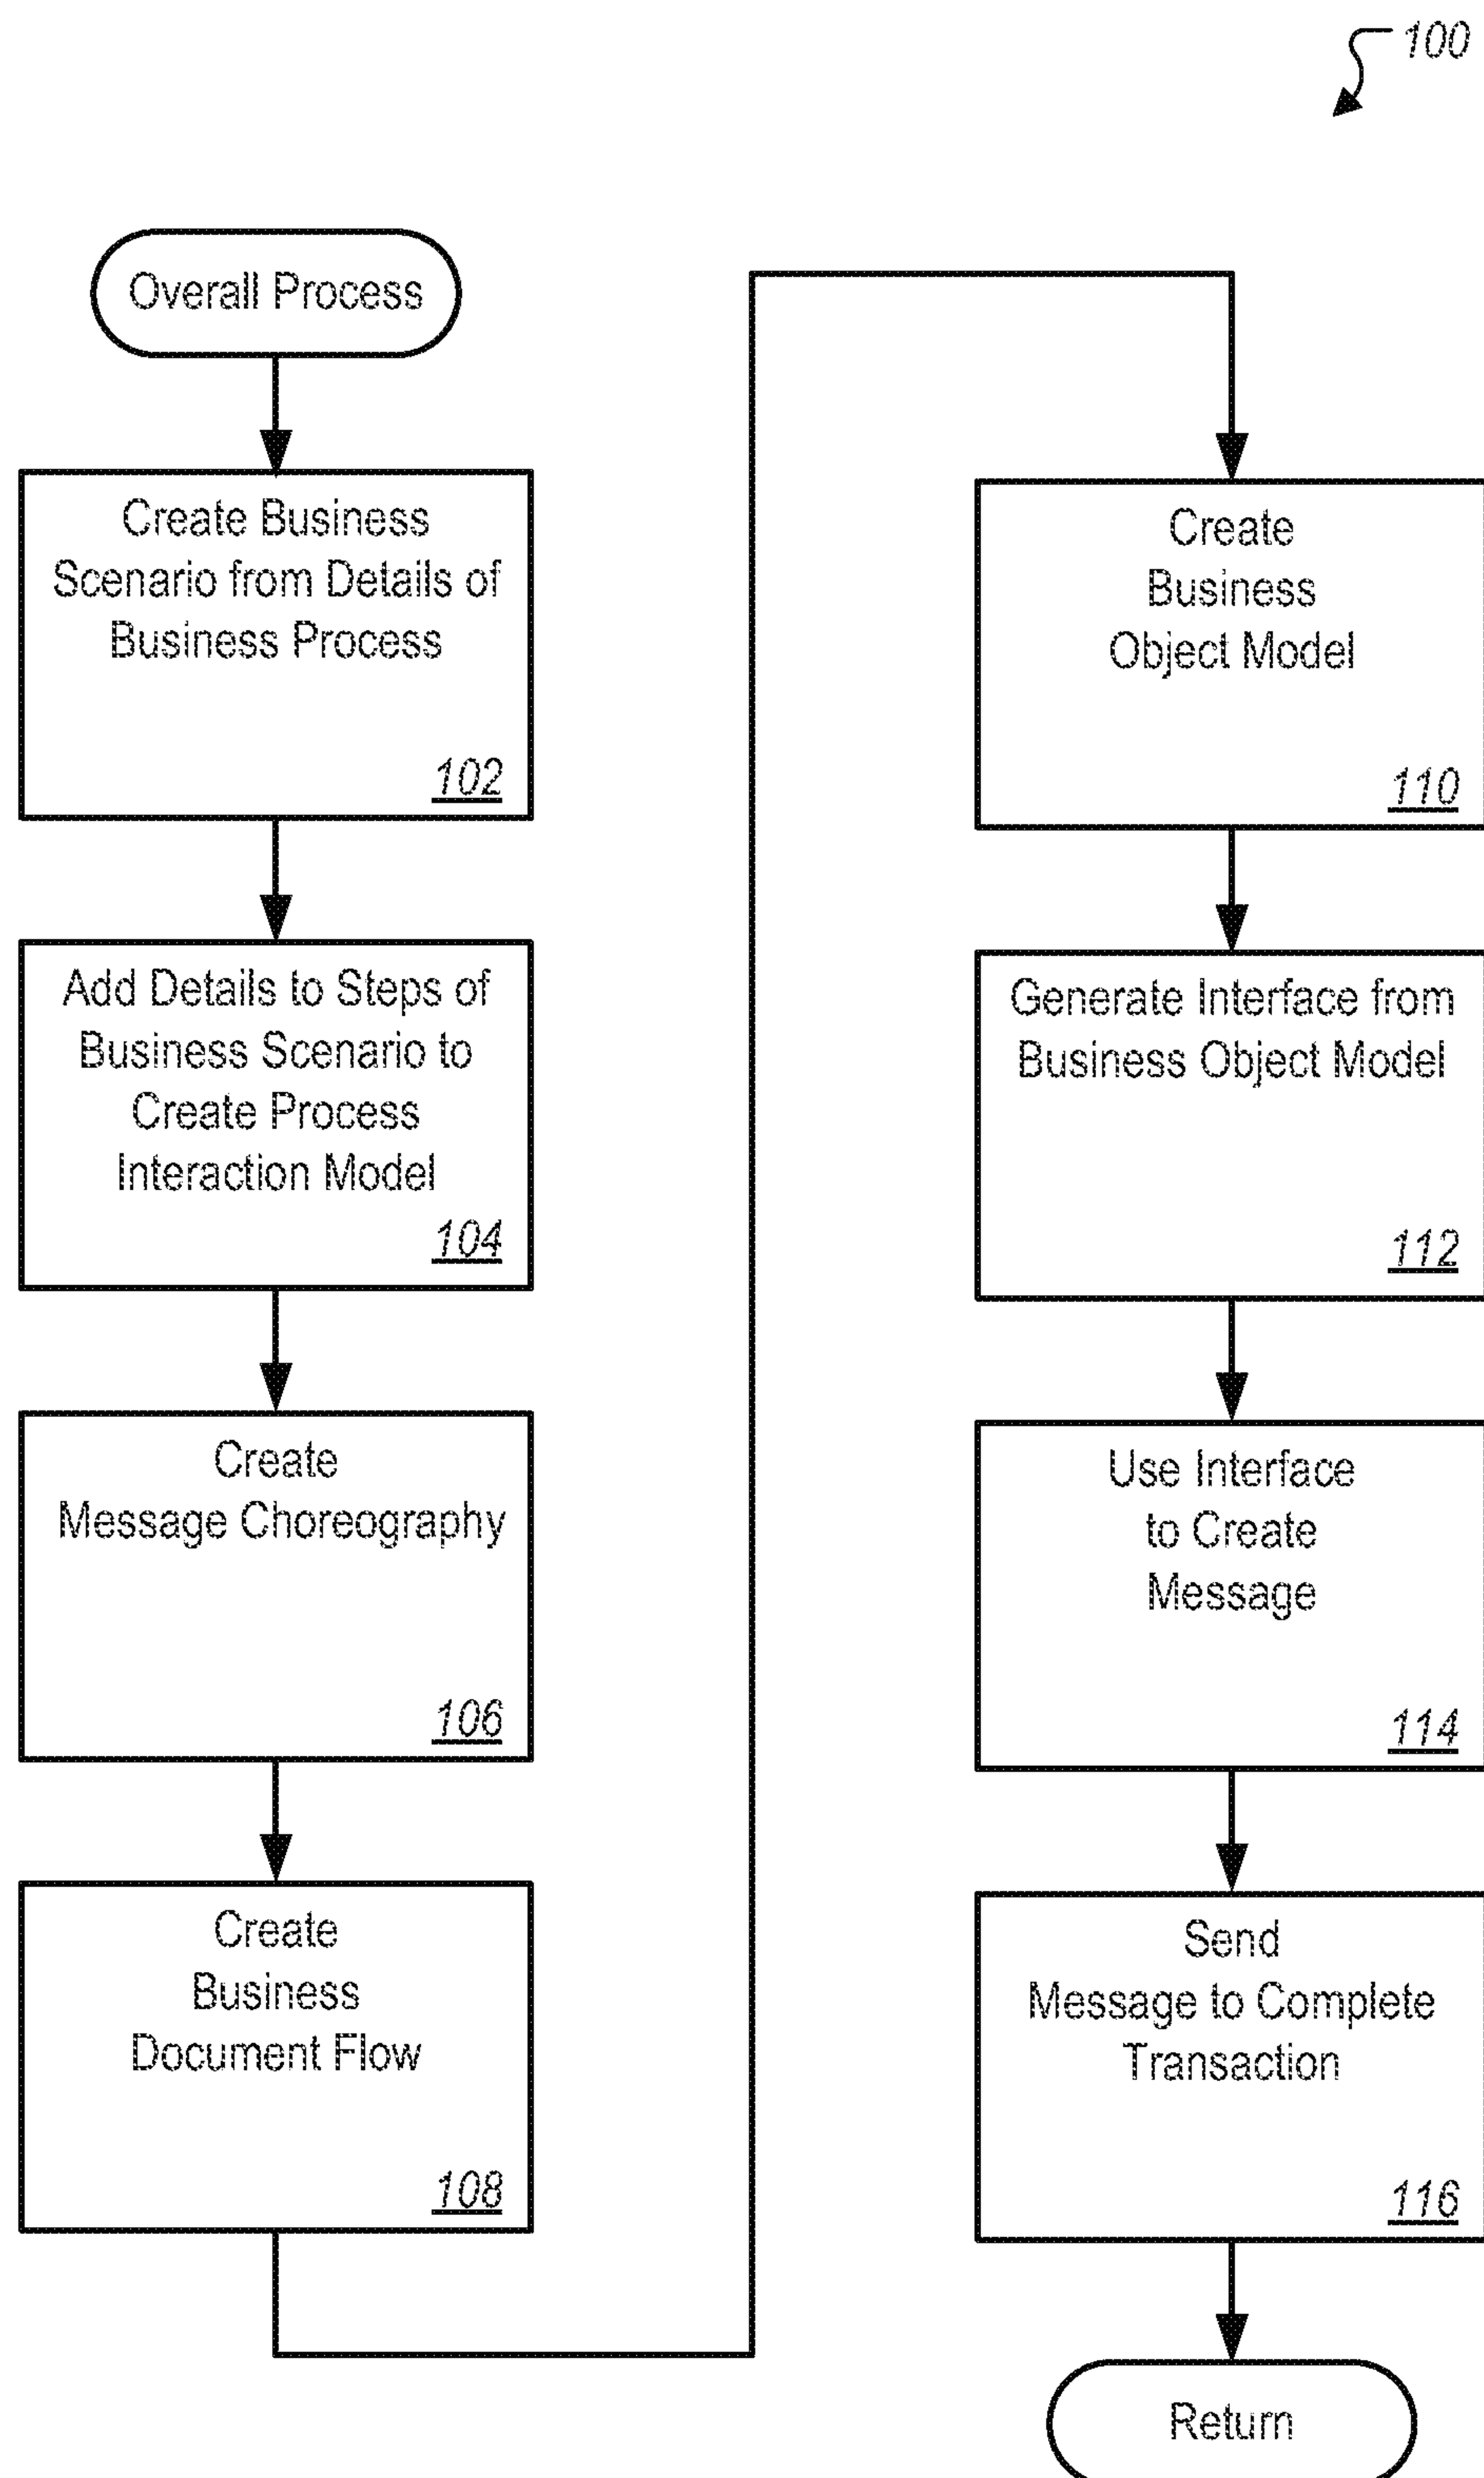 100
Overall Process
Create Business
Scenario from Details of
Business Process
102
Add Details to Steps of
Business Scenario to
Create Process
Interaction Model
104
Create
Message Choreography
106
Create
Business
Document Flow
108
Create
Business
Object Model
110
Generate Interface from
Business Object Model
112
Use Interface
to Create
Message
114
Send
Message to Complete
Transaction
116
Return